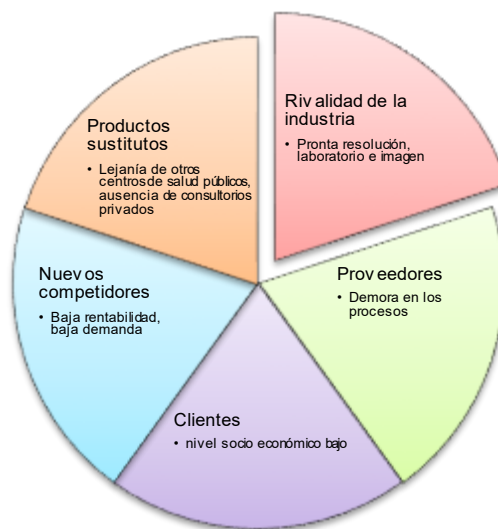 Rivalidad de la
industria
• Pronta resolución,
laboratorio e imagen
Proveedores
• Demora en los
procesos
Clientes
• nivel socio económico bajo
Nuevos
competidores
• Baja rentabilidad,
baja demanda
Productos
sustitutos
• Lejanía de otros
centros de salud públicos,
ausencia de consultorios
privados